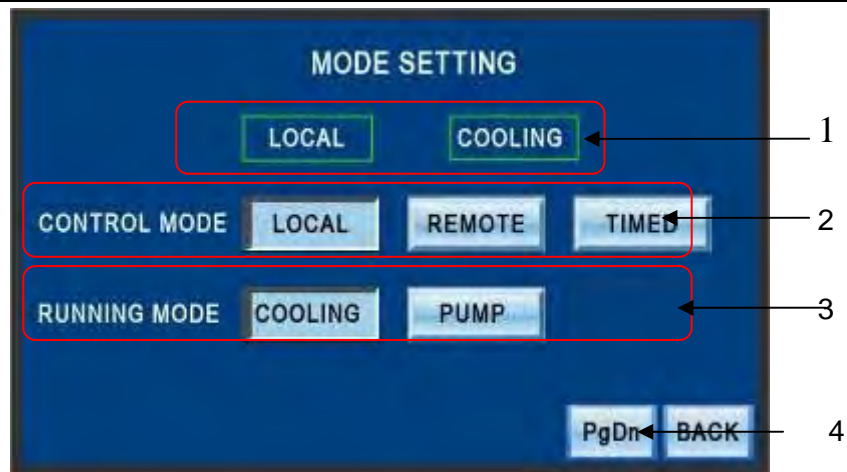 MODE SETTING
LOCAL COOLING 1
CONTROL MODE LOCAL REMOTE TIMED 2
RUNNING MODE COOLING PUMP 3
PgDn BACK 4